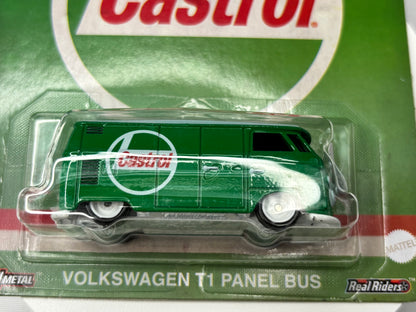 Castrol
Castrol
MATTEL
METAL
VOLKSWAGEN T1 PANEL BUS
Real Riders